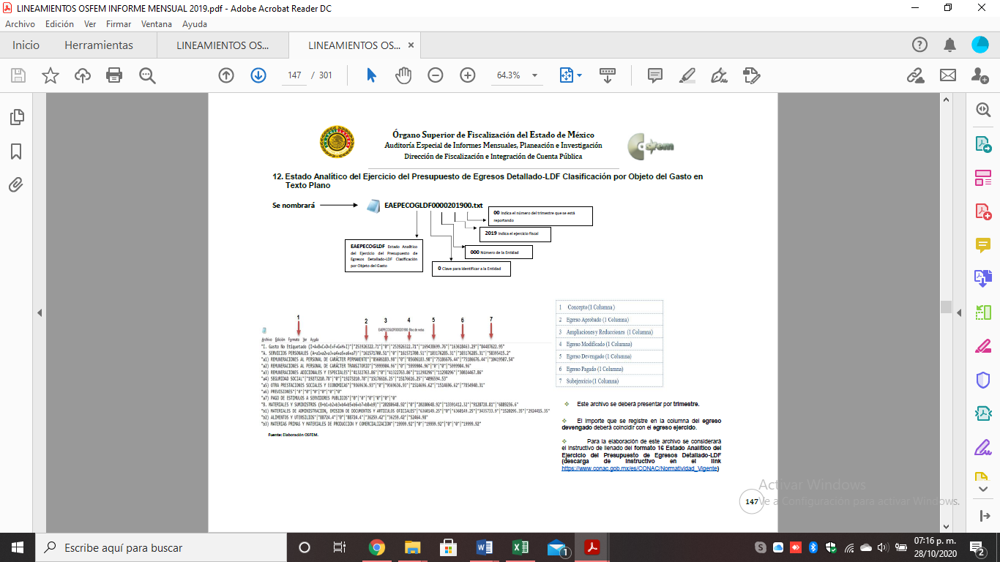 LINEAMIENTOS OSFEM INFORME MENSUAL 2019.pdf - Adobe Acrobat Reader DC
Archivo Edición Ver Firmar Ventana Ayuda
Inicio Herramientas LINEAMIENTOS OS... LINEAMIENTOS OS... ×
147 / 301 64.3%
Órgano Superior de Fiscalización del Estado de México
Auditoría Especial de Informes Mensuales, Planeación e Investigación
Dirección de Fiscalización e Integración de Cuenta Pública
osfem
12. Estado Analítico del Ejercicio del Presupuesto de Egresos Detallado-LDF Clasificación por Objeto del Gasto en
Texto Plano
Se nombrará EAEPECOGLDF0000201900.txt
00 Indica el número del trimestre que se está
reportando
2019 Indica el ejercicio fiscal
000 Número de la Entidad
0 Clave para identificar a la Entidad
EAEPECOGLDF Estado Analítico
del Ejercicio del Presupuesto de
Egresos Detallado-LDF Clasificación
por Objeto del Gasto
1 2 3 4 5 6 7
EAEPECOGLDF0000201900: Bloc de notas
Archivo Edición Formato Ver Ayuda
"I. Gasto No Etiquetado (I=A+B+C+D+E+F+G+H+I)"|"253926322.71"|"0"|"253926322.71"|"169438699.76"|"163618463.29"|"84487622.95"
"A. SERVICIOS PERSONALES (A=a1+a2+a3+a4+a5+a6+a7)"|"161571700.51"|"0"|"161571700.51"|"103176285.31"|"103176285.31"|"58395415.2"
"a1) REMUNERACIONES AL PERSONAL DE CARÁCTER PERMANENTE"|"85606183.98"|"0"|"85606183.98"|"75186676.44"|"75186676.44"|"10419507.54"
"a2) REMUNERACIONES AL PERSONAL DE CARÁCTER TRANSITORIO"|"5999904.96"|"0"|"5999904.96"|"0"|"0"|"5999904.96"
"a3) REMUNERACIONES ADICIONALES Y ESPECIALES"|"41322763.86"|"0"|"41322763.86"|"11298296"|"11298296"|"30024467.86"
"a4) SEGURIDAD SOCIAL"|"19273210.78"|"0"|"19273210.78"|"15176616.25"|"15176616.25"|"4096594.53"
"a5) OTRA PRESTACIONES SOCIALES Y ECONOMICAS"|"9369636.93"|"0"|"9369636.93"|"1514696.62"|"1514696.62"|"7854940.31"
"a6) PREVISIONES"|"0"|"0"|"0"|"0"|"0"|"0"
"a7) PAGO DE ESTIMULOS A SERVIDORES PUBLICOS"|"0"|"0"|"0"|"0"|"0"|"0"
"B. MATERIALES Y SUMINISTROS (B=b1+b2+b3+b4+b5+b6+b7+b8+b9)"|"20280648.92"|"0"|"20280648.92"|"13391412.32"|"9128728.81"|"6889236.6"
"b1) MATERIALES DE ADMINISTRACION, EMISION DE DOCUMENTOS Y ARTICULOS OFICIALES"|"6360149.25"|"0"|"6360149.25"|"3435733.9"|"1520295.35"|"2924415.35"
"b2) ALIMENTOS Y UTENSILIOS"|"88724.4"|"0"|"88724.4"|"36259.42"|"36259.42"|"52464.98"
"b3) MATERIAS PRIMAS Y MATERIALES DE PRODUCCION Y COMERCIALIZACION"|"19999.92"|"0"|"19999.92"|"0"|"0"|"19999.92"
Fuente: Elaboración OSFEM.
1 Concepto (1 Columna)
2 Egreso Aprobado (1 Columna)
3 Ampliaciones y Reducciones (1 Columna)
4 Egreso Modificado (1 Columna)
5 Egreso Devengado (1 Columna)
6 Egreso Pagado (1 Columna)
7 Subejercicio (1 Columna)
Este archivo se deberá presentar por trimestre.
El importe que se registre en la columna del egreso
devengado deberá coincidir con el egreso ejercido.
Para la elaboración de este archivo se considerará
el instructivo de llenado del formato 16 Estado Analítico del
Ejercicio del Presupuesto de Egresos Detallado-LDF
(descarga de Instructivo en el link
https://www.conac.gob.mx/es/CONAC/Normatividad_Vigente)
147
Activar Windows
Ve a Configuración para activar Windows.
Escribe aquí para buscar
07:16 p. m.
28/10/2020
1
2